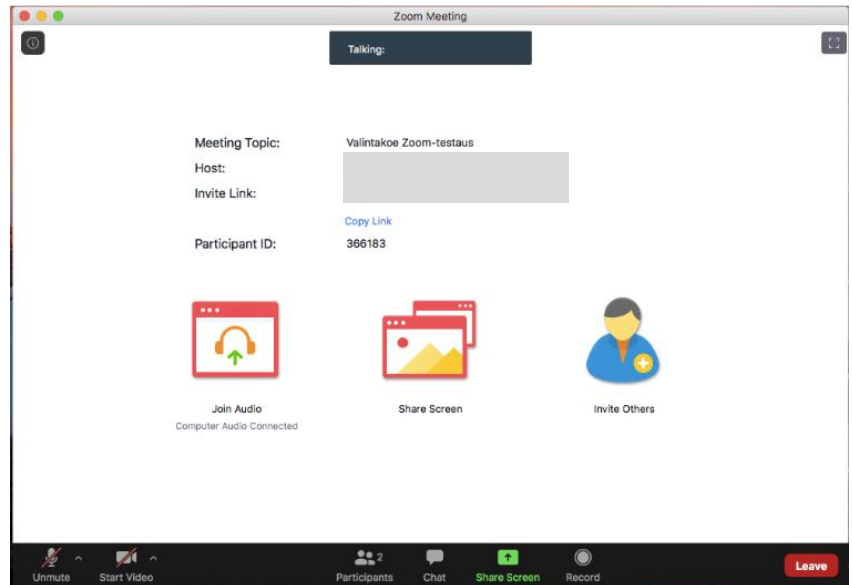 Zoom Meeting
Talking:
Meeting Topic: Valintakoe Zoom-testaus
Host:
Invite Link:
Copy Link
Participant ID: 366183
Join Audio Share Screen Invite Others
Computer Audio Connected
2
Unmute Start Video Participants Chat Share Screen Record Leave